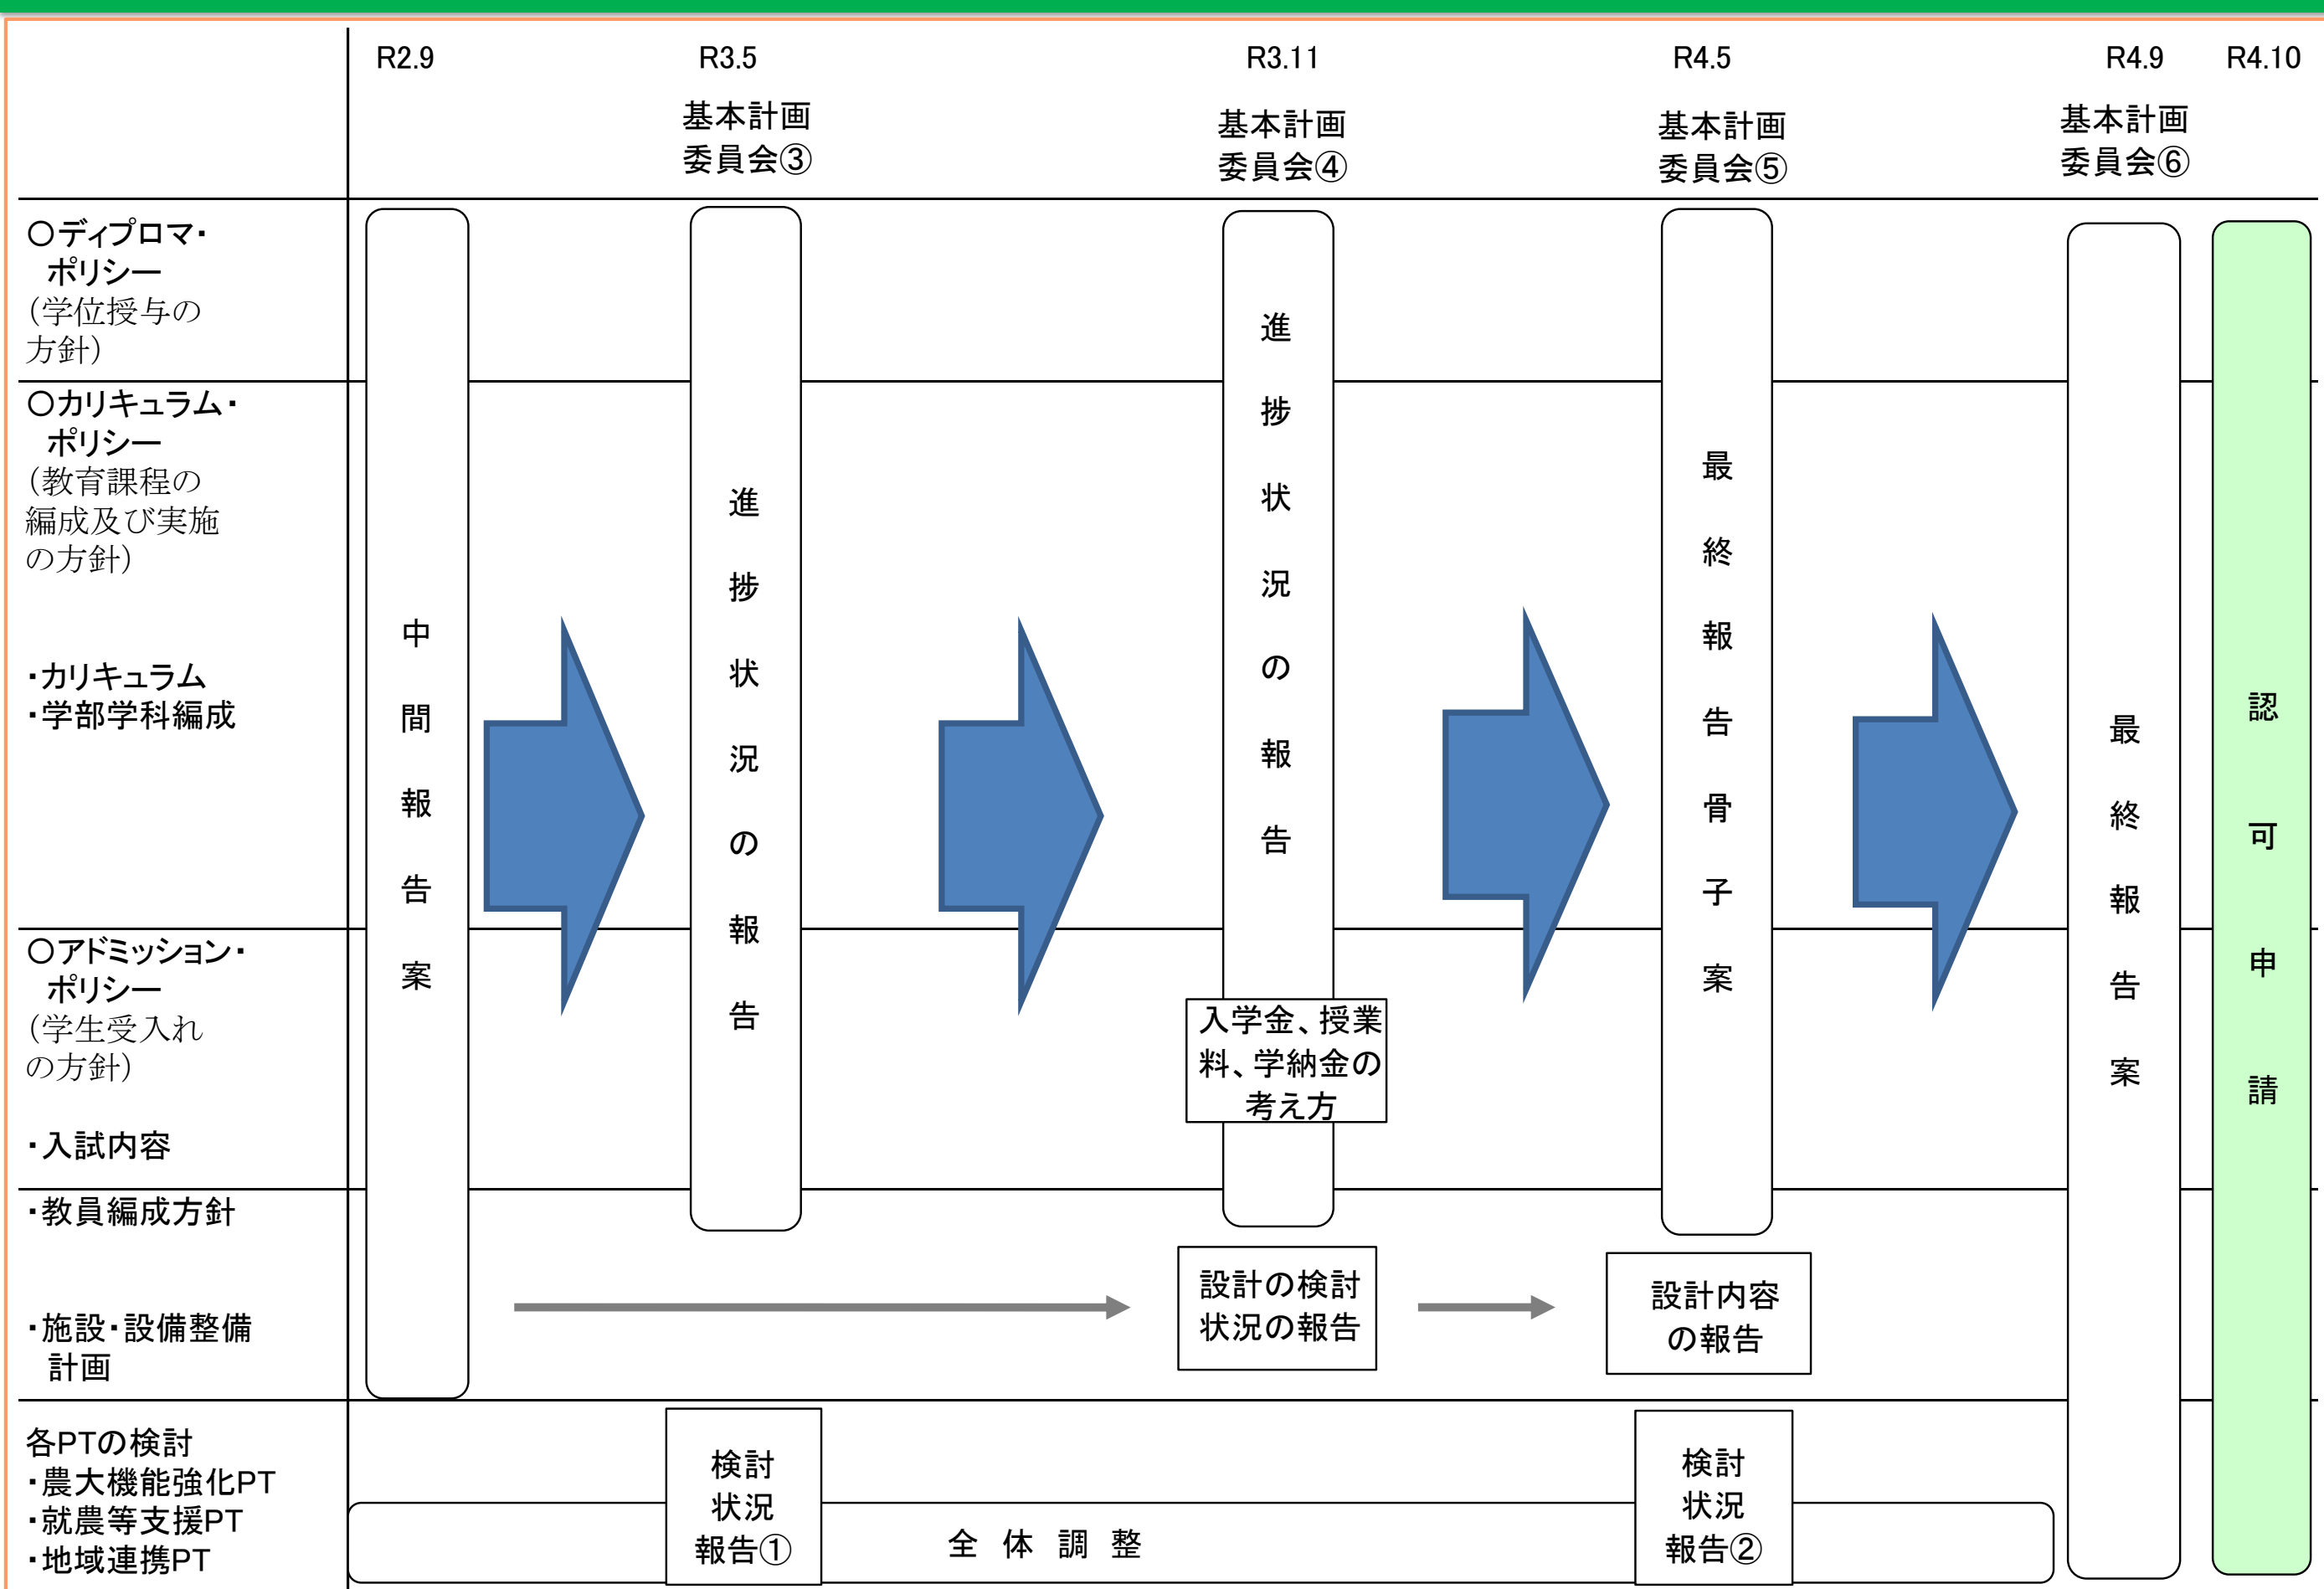 R2.9
R3.5
R3.11
R4.5
R4.9
R4.10
基本計画
委員会③
基本計画
委員会④
基本計画
委員会⑤
基本計画
委員会⑥
○ディプロマ・
ポリシー
（学位授与の
方針）
○カリキュラム・
ポリシー
（教育課程の
編成及び実施
の方針）
・カリキュラム
・学部学科編成
○アドミッション・
ポリシー
（学生受入れ
の方針）
・入試内容
・教員編成方針
・施設・設備整備
計画
各PTの検討
・農大機能強化PT
・就農等支援PT
・地域連携PT
中間報告案
進捗状況の報告
進捗状況の報告
入学金、授業
料、学納金の
考え方
最終報告骨子案
最終報告案
認可申請
設計の検討
状況の報告
設計内容
の報告
検討
状況
報告①
全体調整
検討
状況
報告②